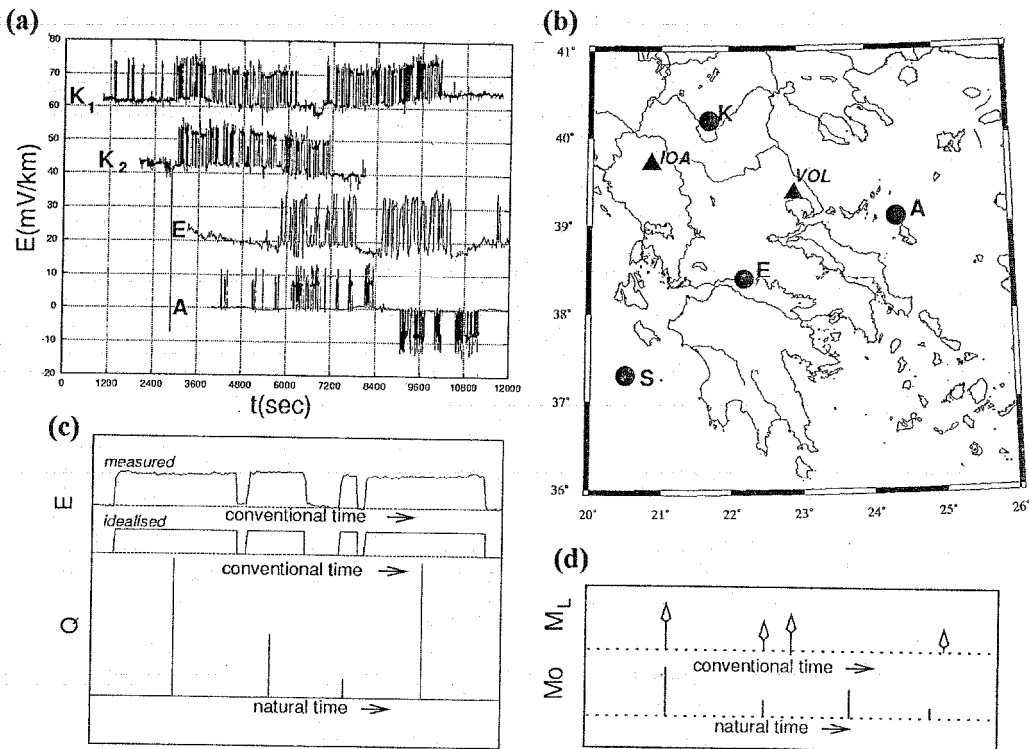 (a)
80
70
60
50
40
30
20
10
0
-10
-20
E(mV/km)
K1
K2
E
A
0 1200 2400 3600 4800 6000 7200 8400 9600 10800 12000
t(sec)
(b)
41°
40°
39°
38°
37°
36°
K
IOA
VOL
A
E
S
20° 21° 22° 23° 24° 25° 26°
(c)
E
measured
conventional time
idealised
conventional time
Q
natural time
(d)
ML
conventional time
Mo
natural time